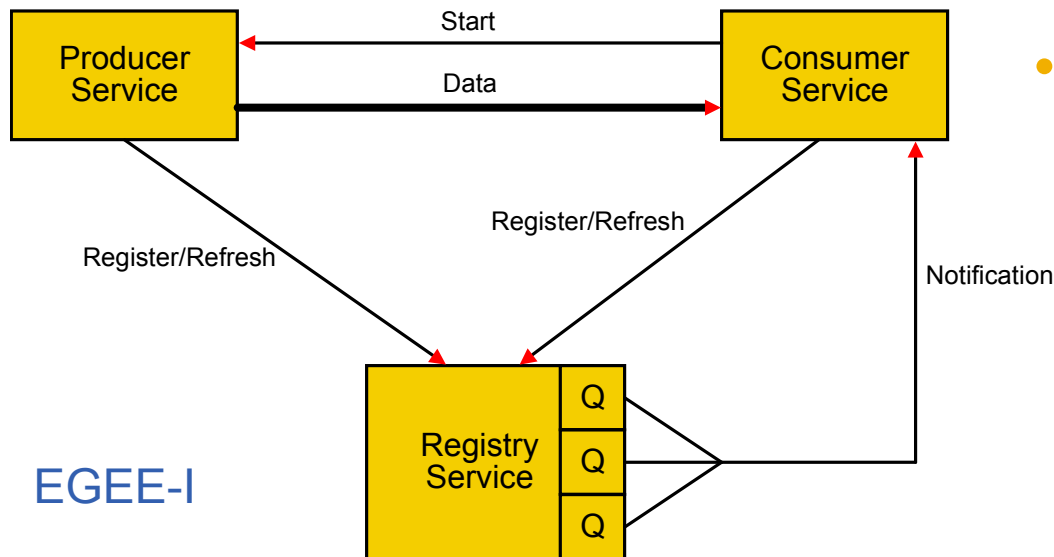 Start
Producer
Service
Data
Consumer
Service
Register/Refresh
Register/Refresh
Notification
Registry
Service
Q
Q
Q
EGEE-I